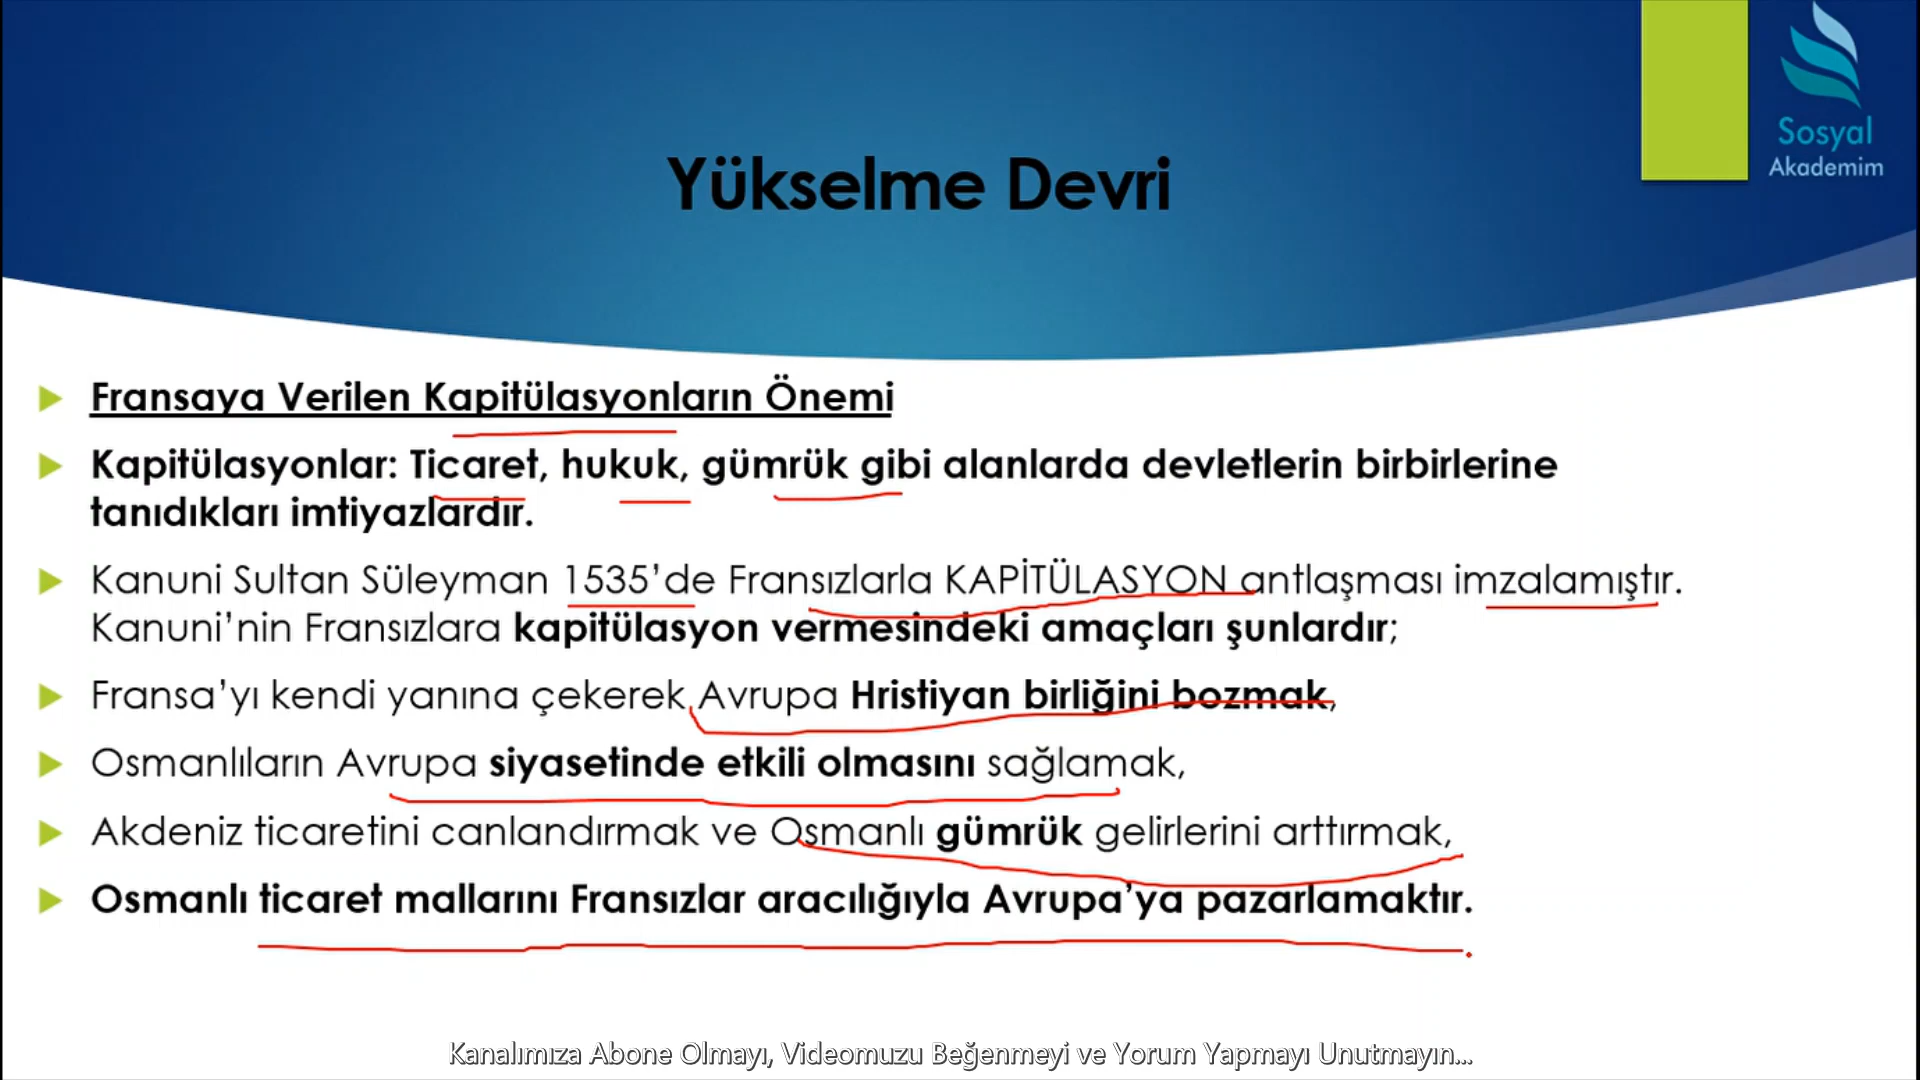 Sosyal
Akademim
Yükselme Devri
Fransaya Verilen Kapitülasyonların Önemi
Kapitülasyonlar: Ticaret, hukuk, gümrük gibi alanlarda devletlerin birbirlerine
tanıdıkları imtiyazlardır.
Kanuni Sultan Süleyman 1535’de Fransızlarla KAPİTÜLASYON antlaşması imzalamıştır.
Kanuni’nin Fransızlara kapitülasyon vermesindeki amaçları şunlardır;
Fransa’yı kendi yanına çekerek Avrupa Hristiyan birliğini bozmak,
Osmanlıların Avrupa siyasetinde etkili olmasını sağlamak,
Akdeniz ticaretini canlandırmak ve Osmanlı gümrük gelirlerini arttırmak,
Osmanlı ticaret mallarını Fransızlar aracılığıyla Avrupa’ya pazarlamaktır.
Kanalımıza Abone Olmayı, Videomuzu Beğenmeyi ve Yorum Yapmayı Unutmayın...